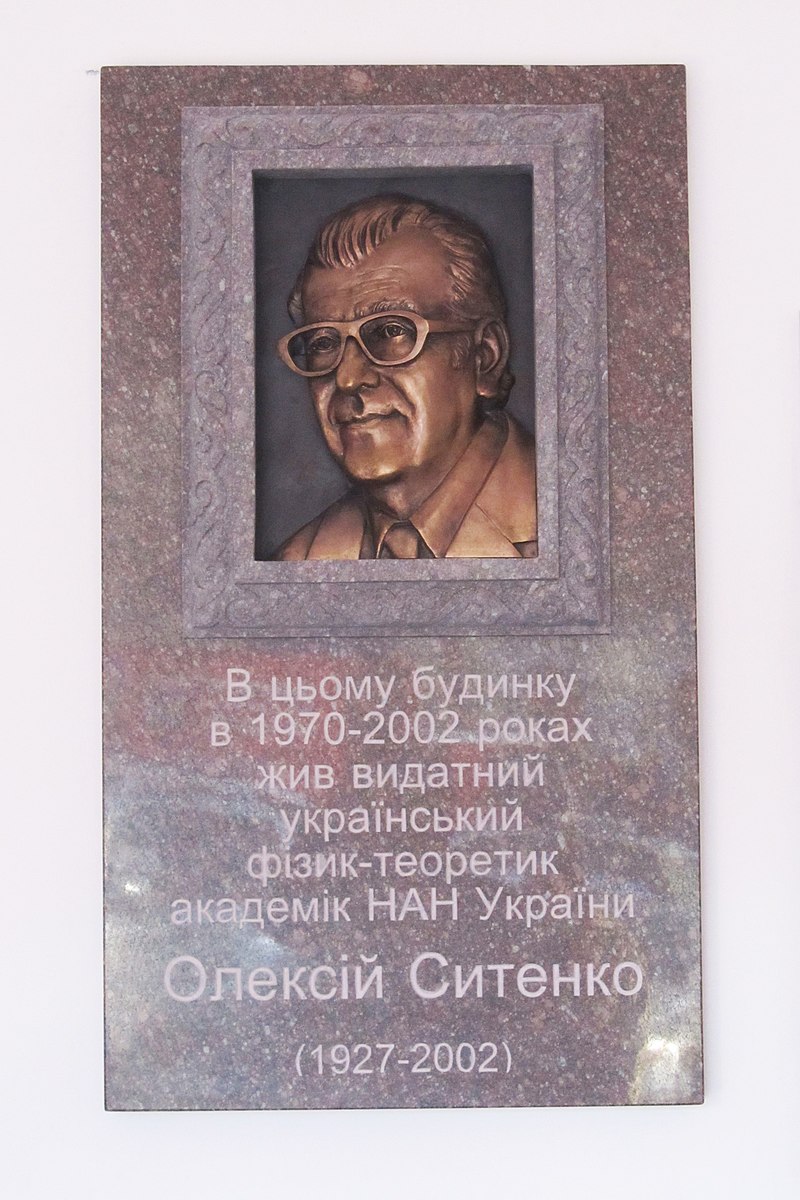 В цьому будинку
в 1970-2002 роках
жив видатний
український
фізик-теоретик
академік НАН України
Олексій Ситенко
(1927-2002)